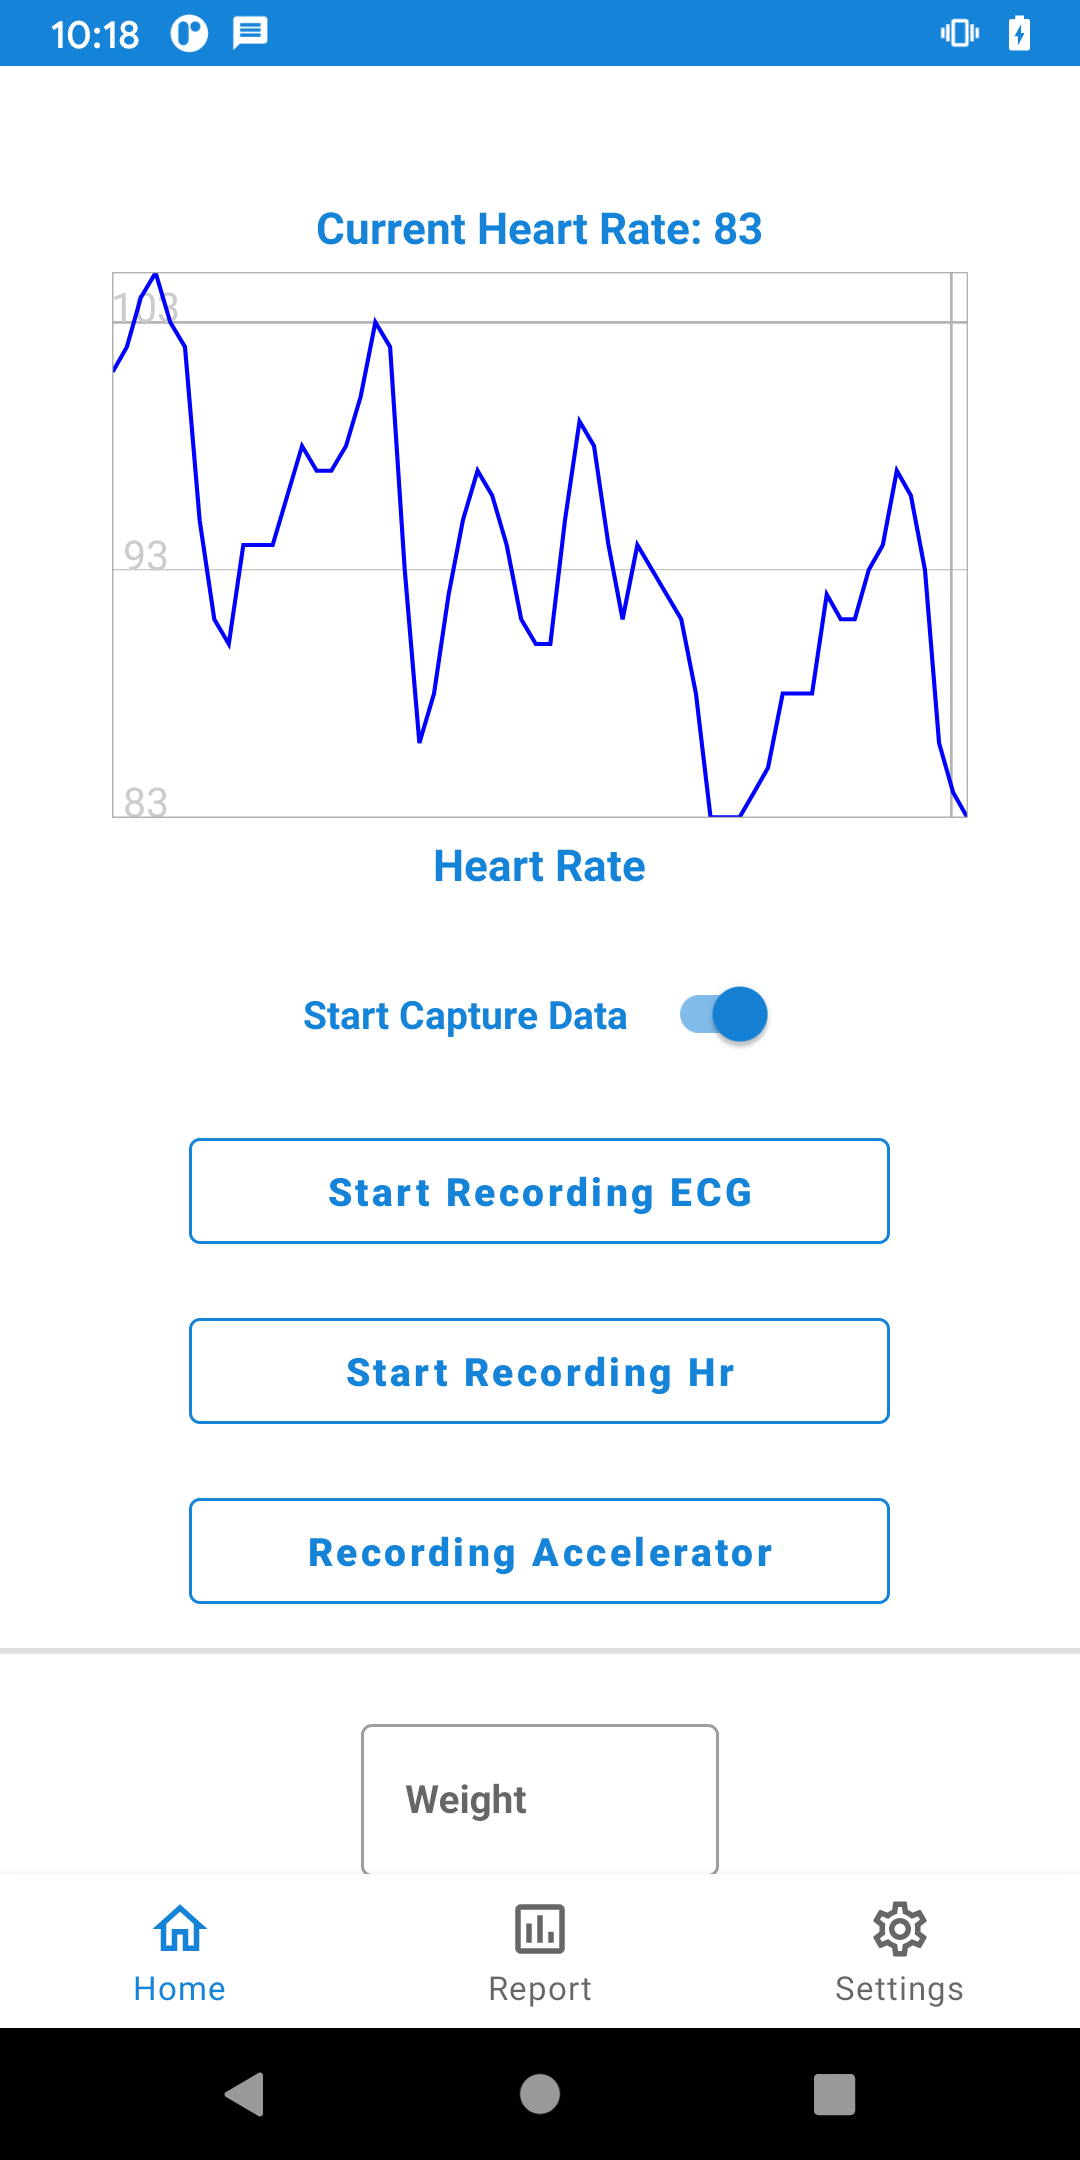 10:18
Current Heart Rate: 83
103
93
83
Heart Rate
Start Capture Data
Start Recording ECG
Start Recording Hr
Recording Accelerator
Weight
Home Report Settings